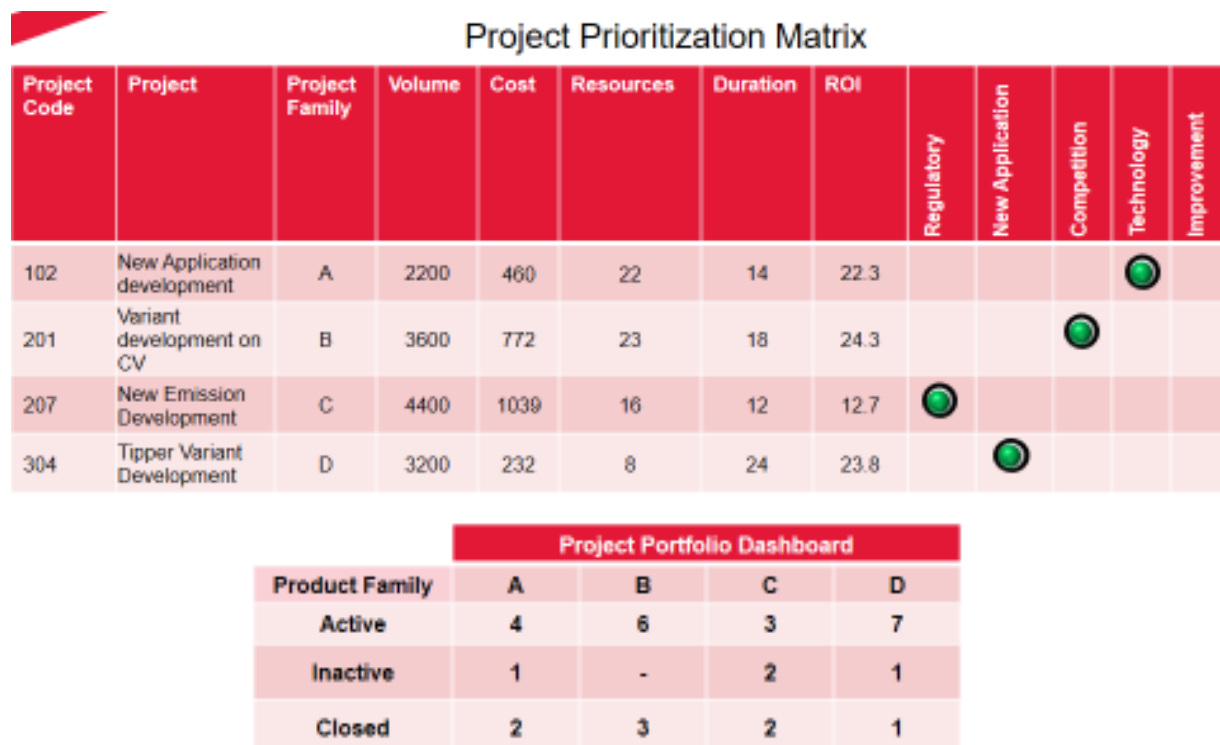 Project Prioritization Matrix
Project Code Project Project Family Volume Cost Resources Duration ROI Regulatory New Application Competition Technology Improvement
102 New Application development A 2200 460 22 14 22.3
201 Variant development on CV B 3600 772 23 18 24.3
207 New Emission Development C 4400 1039 16 12 12.7
304 Tipper Variant Development D 3200 232 8 24 23.8
Project Portfolio Dashboard
Product Family A B C D
Active 4 6 3 7
Inactive 1 - 2 1
Closed 2 3 2 1